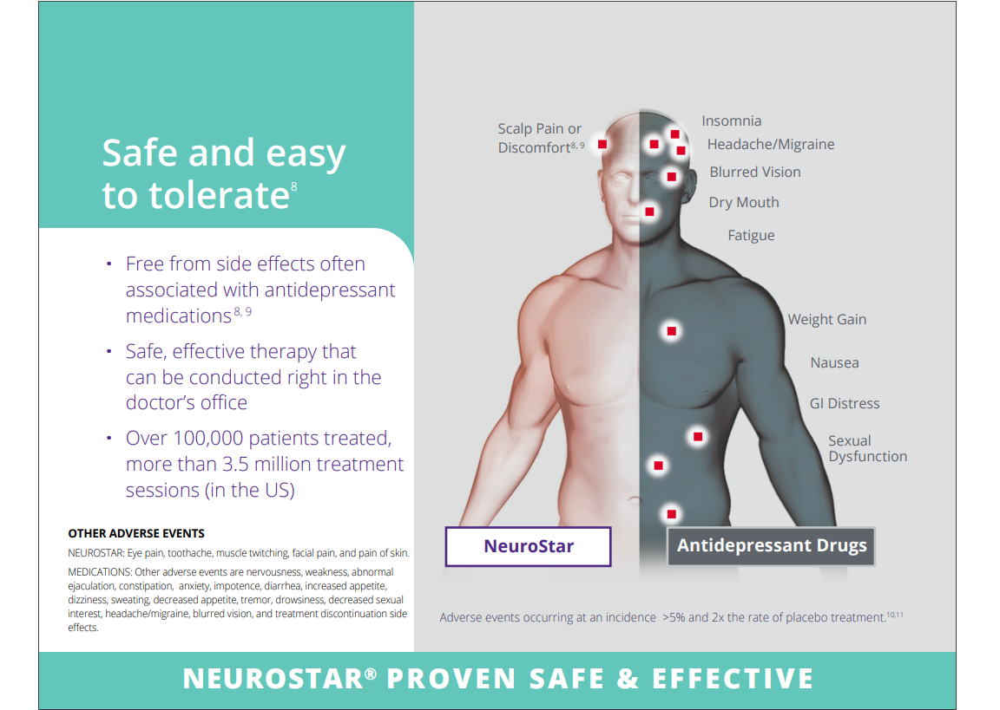 Safe and easy
to tolerate8
• Free from side effects often
associated with antidepressant
medications8, 9
• Safe, effective therapy that
can be conducted right in the
doctor’s office
• Over 100,000 patients treated,
more than 3.5 million treatment
sessions (in the US)
OTHER ADVERSE EVENTS
NEUROSTAR: Eye pain, toothache, muscle twitching, facial pain, and pain of skin.
MEDICATIONS: Other adverse events are nervousness, weakness, abnormal
ejaculation, constipation, anxiety, impotence, diarrhea, increased appetite,
dizziness, sweating, decreased appetite, tremor, drowsiness, decreased sexual
interest, headache/migraine, blurred vision, and treatment discontinuation side
effects.
Scalp Pain or
Discomfort8, 9
Insomnia
Headache/Migraine
Blurred Vision
Dry Mouth
Fatigue
Weight Gain
Nausea
GI Distress
Sexual
Dysfunction
NeuroStar
Antidepressant Drugs
Adverse events occurring at an incidence >5% and 2x the rate of placebo treatment.10,11
NEUROSTAR® PROVEN SAFE & EFFECTIVE